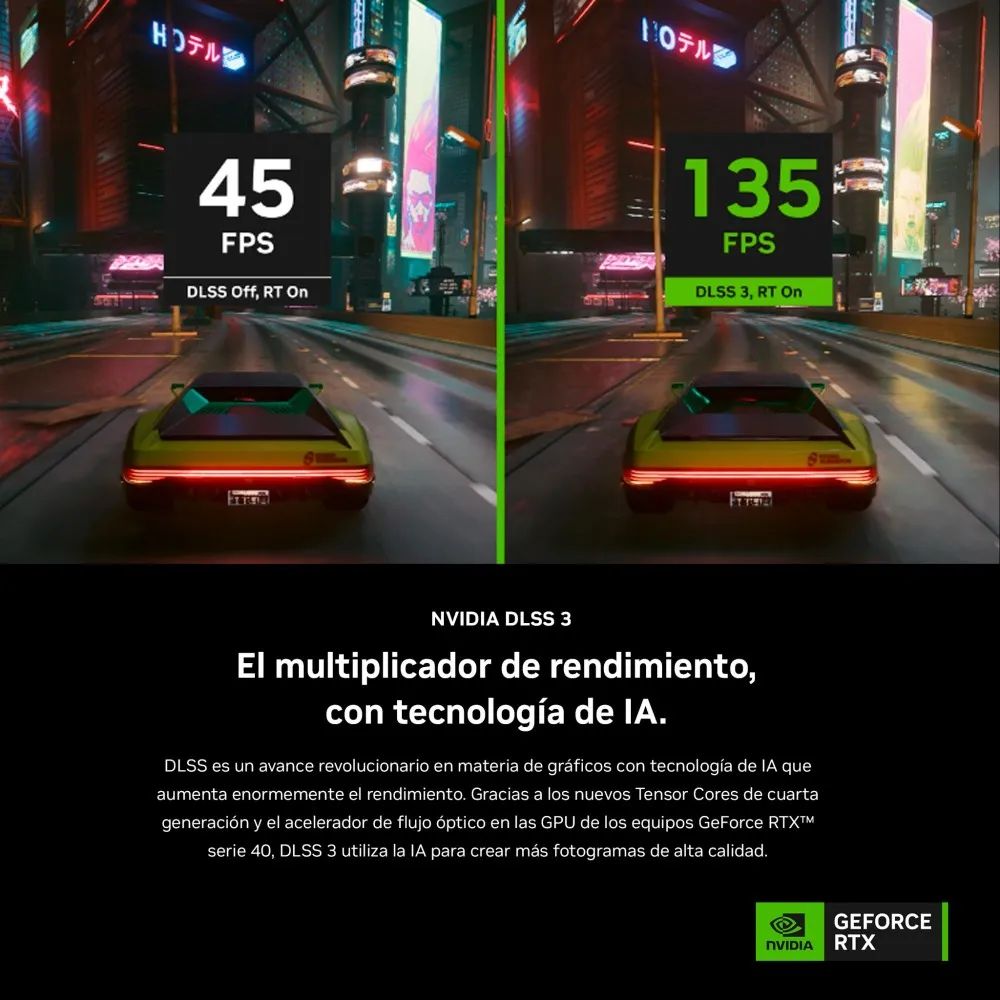 HOテル
HOテル
45
FPS
DLSS Off, RT On
135
FPS
DLSS 3, RT On
NVIDIA DLSS 3
El multiplicador de rendimiento,
con tecnología de IA.
DLSS es un avance revolucionario en materia de gráficos con tecnología de IA que
aumenta enormemente el rendimiento. Gracias a los nuevos Tensor Cores de cuarta
generación y el acelerador de flujo óptico en las GPU de los equipos GeForce RTX™
serie 40, DLSS 3 utiliza la IA para crear más fotogramas de alta calidad.
NVIDIA
GEFORCE
RTX